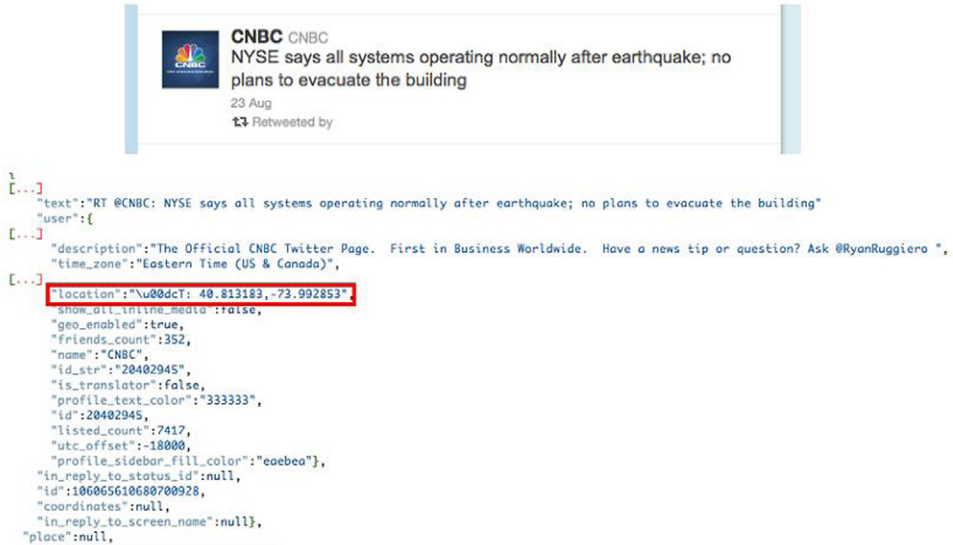 CNBC CNBC
NYSE says all systems operating normally after earthquake; no
plans to evacuate the building
23 Aug
Retweeted by
CNBC
[...]
"text":"RT @CNBC: NYSE says all systems operating normally after earthquake; no plans to evacuate the building"
"user":{
[...]
"description":"The Official CNBC Twitter Page.  First in Business Worldwide.  Have a news tip or question? Ask @RyanRuggiero ",
"time_zone":"Eastern Time (US & Canada)",
[...]
"location":"\u00dcT: 40.813183,-73.992853",
"show_all_inline_media":false,
"geo_enabled":true,
"friends_count":352,
"name":"CNBC",
"id_str":"20402945",
"is_translator":false,
"profile_text_color":"333333",
"id":20402945,
"listed_count":7417,
"utc_offset":-18000,
"profile_sidebar_fill_color":"eaebea"},
"in_reply_to_status_id":null,
"id":106065610680700928,
"coordinates":null,
"in_reply_to_screen_name":null},
"place":null,